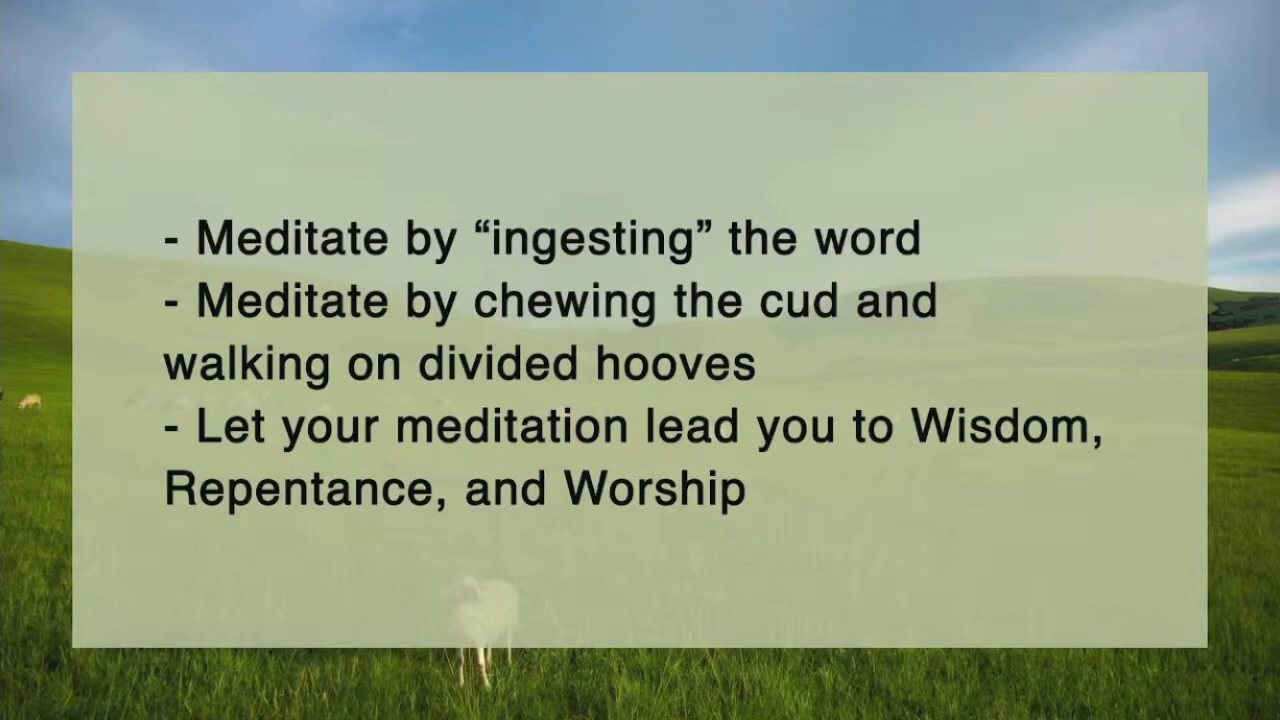 - Meditate by “ingesting” the word
- Meditate by chewing the cud and
walking on divided hooves
- Let your meditation lead you to Wisdom,
Repentance, and Worship